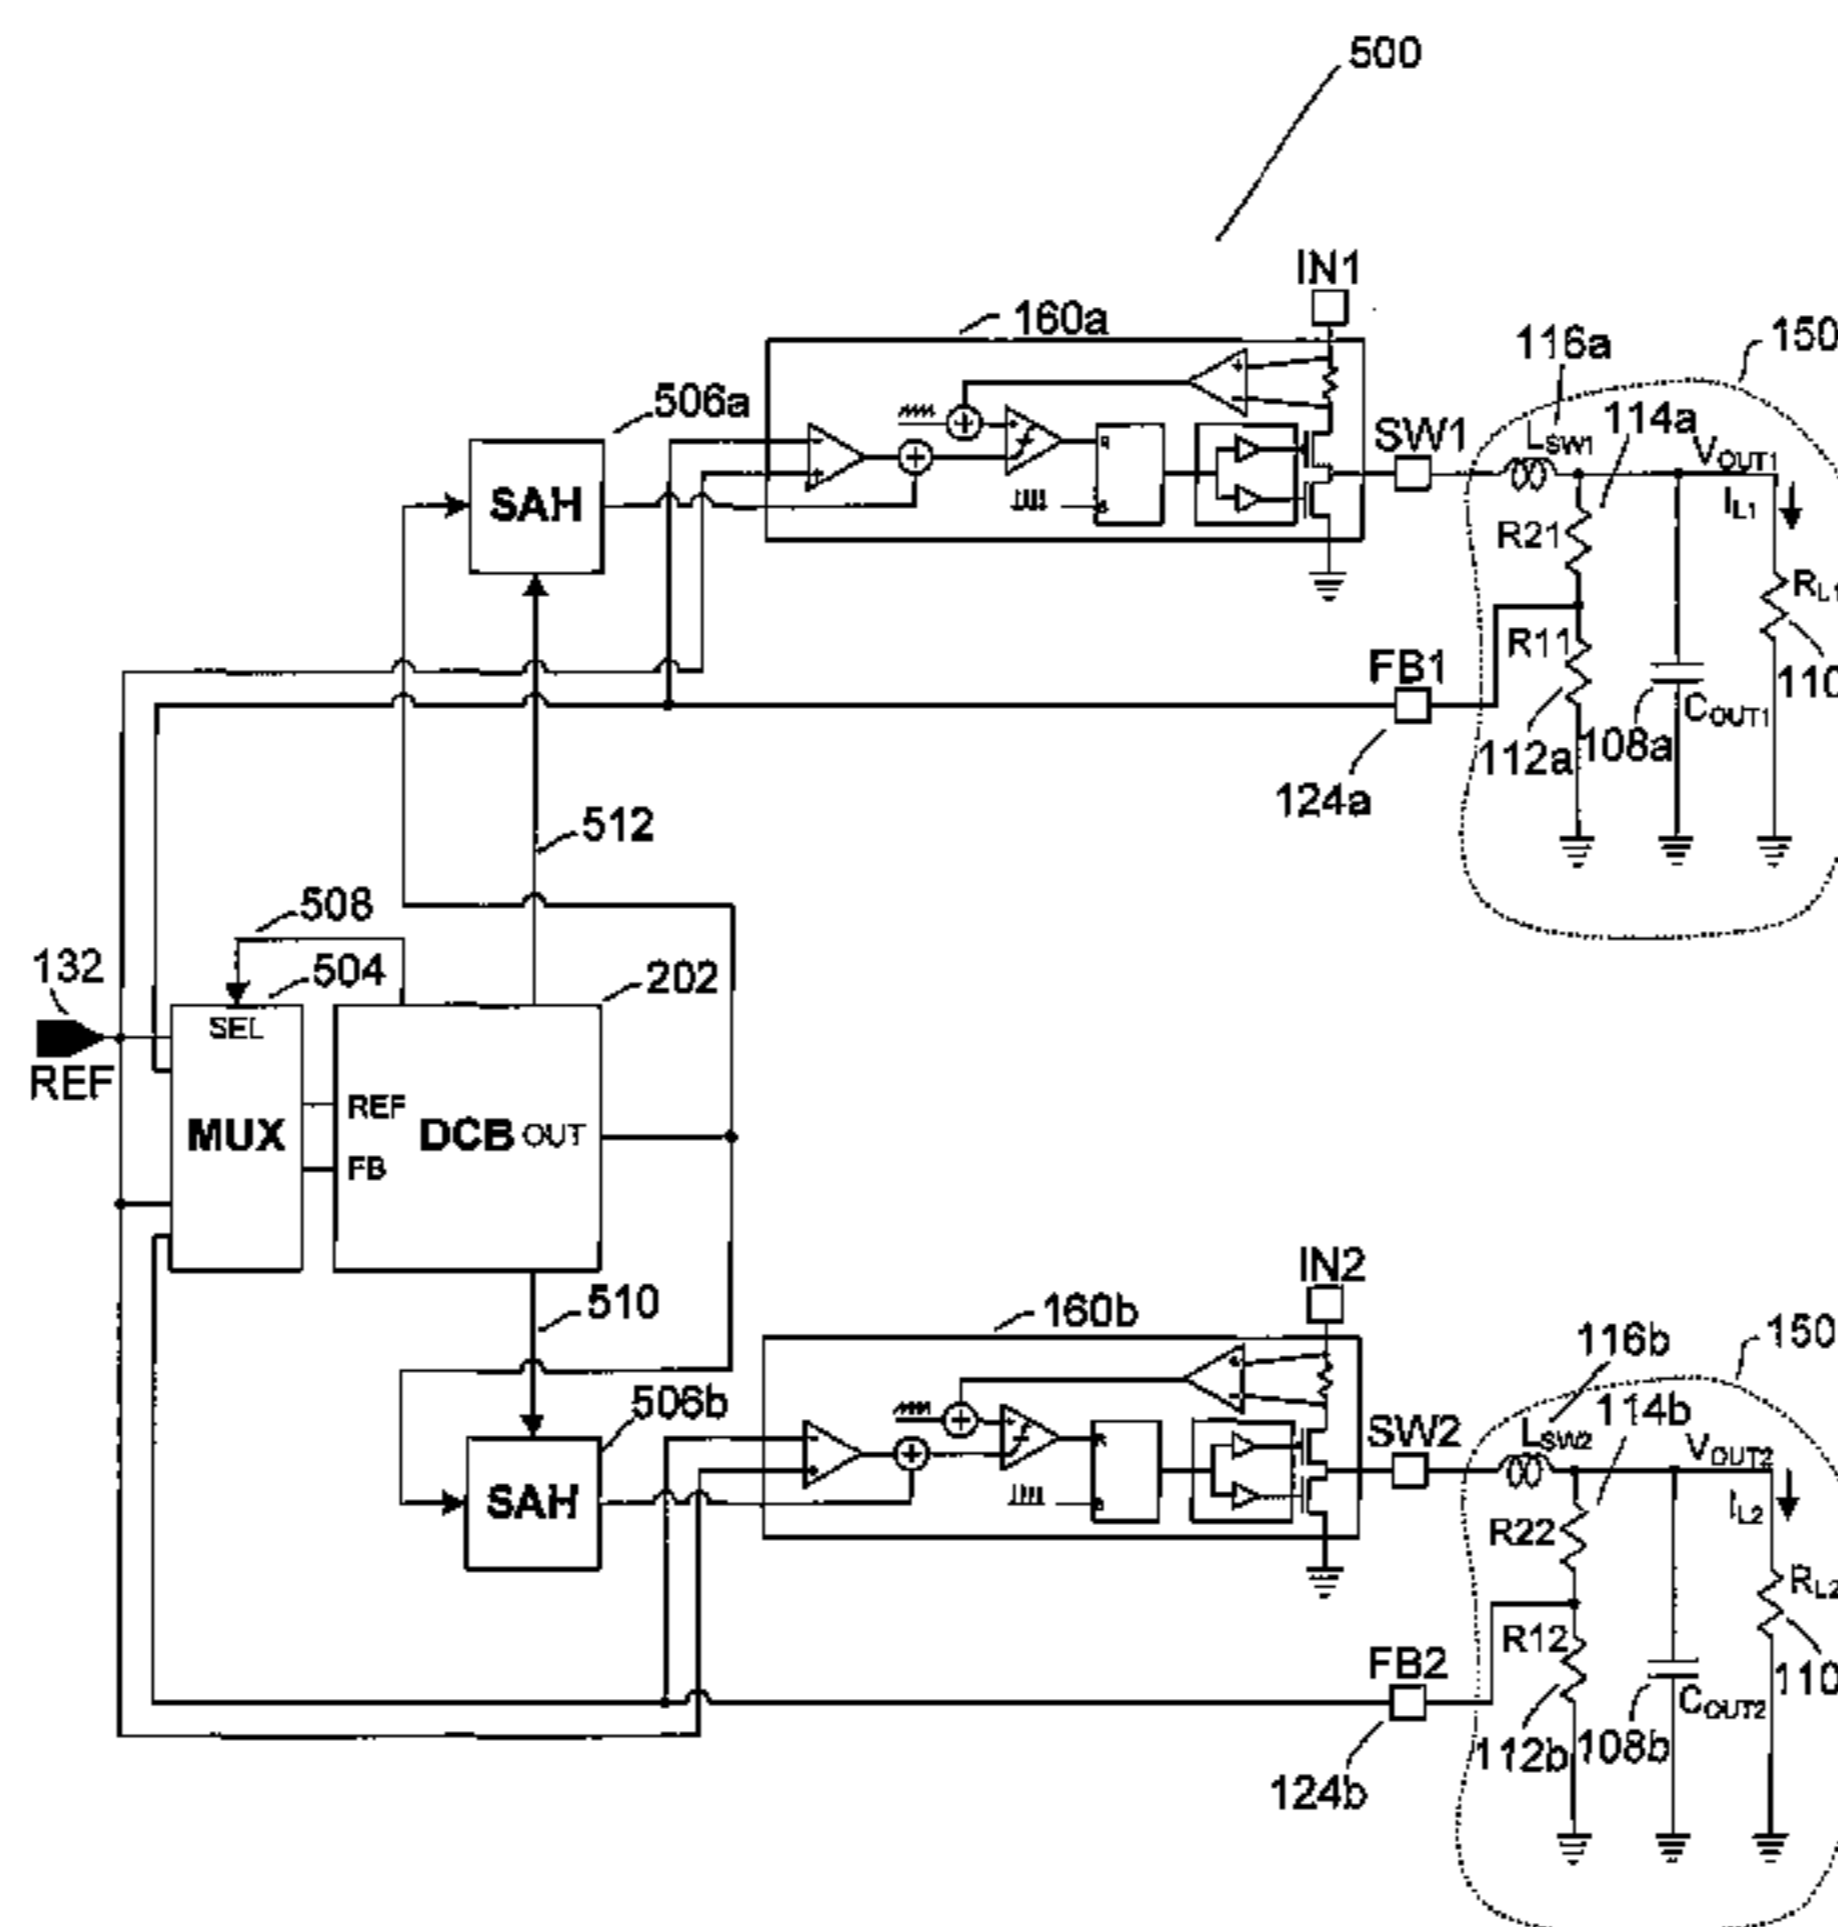 500
IN1
160a
116a
150
506a
114a
SW1
LSW1
VOUT1
IL1
SAH
R21
RL1
R11
FB1
110
COUT1
112a
108a
124a
512
508
132
504
202
SEL
REF
REF
MUX
DCB
OUT
FB
IN2
510
160b
116b
150
506b
114b
SW2
LSW2
VOUT2
IL2
SAH
R22
RL2
R12
FB2
110
COUT2
112b
108b
124b